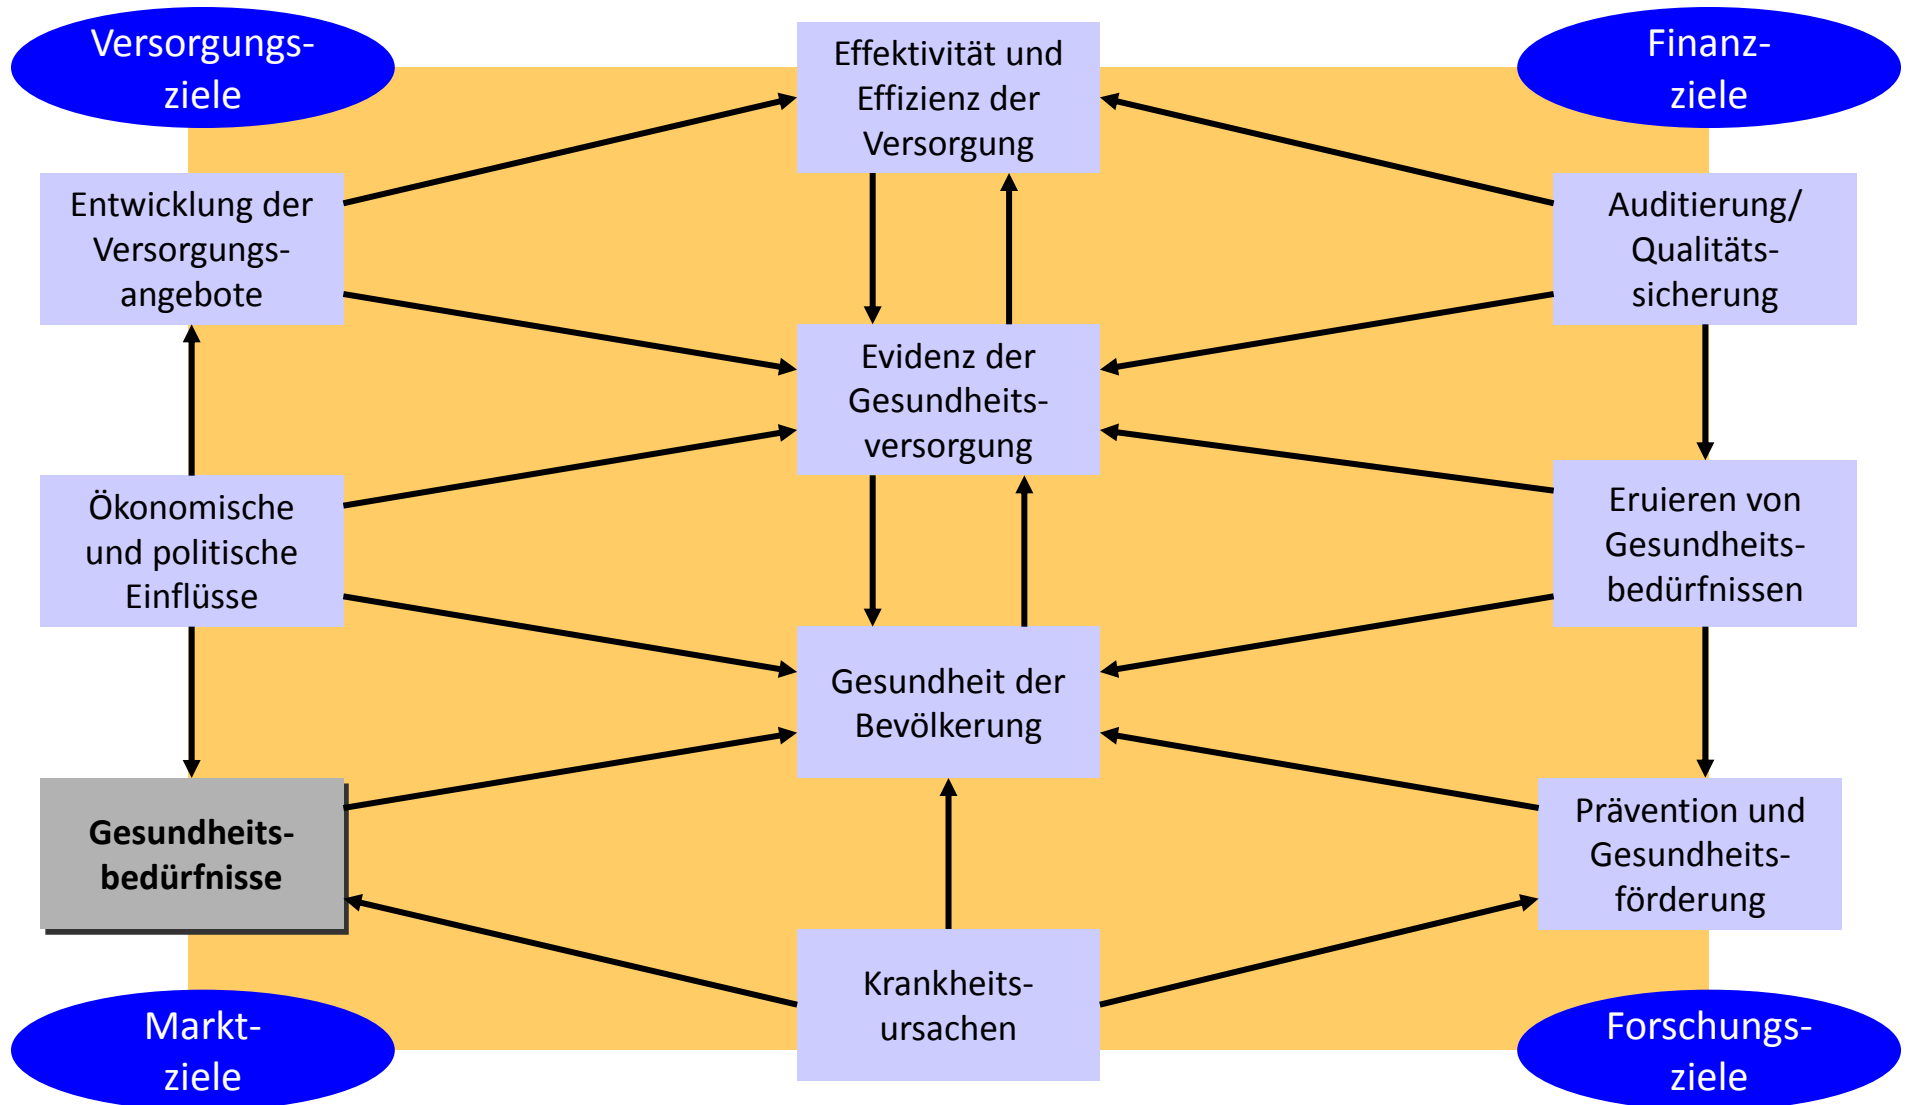 Versorgungs-
ziele
Effektivität und
Effizienz der
Versorgung
Finanz-
ziele
Entwicklung der
Versorgungs-
angebote
Auditierung/
Qualitäts-
sicherung
Evidenz der
Gesundheits-
versorgung
Ökonomische
und politische
Einflüsse
Eruieren von
Gesundheits-
bedürfnissen
Gesundheit der
Bevölkerung
Gesundheits-
bedürfnisse
Prävention und
Gesundheits-
förderung
Krankheits-
ursachen
Markt-
ziele
Forschungs-
ziele